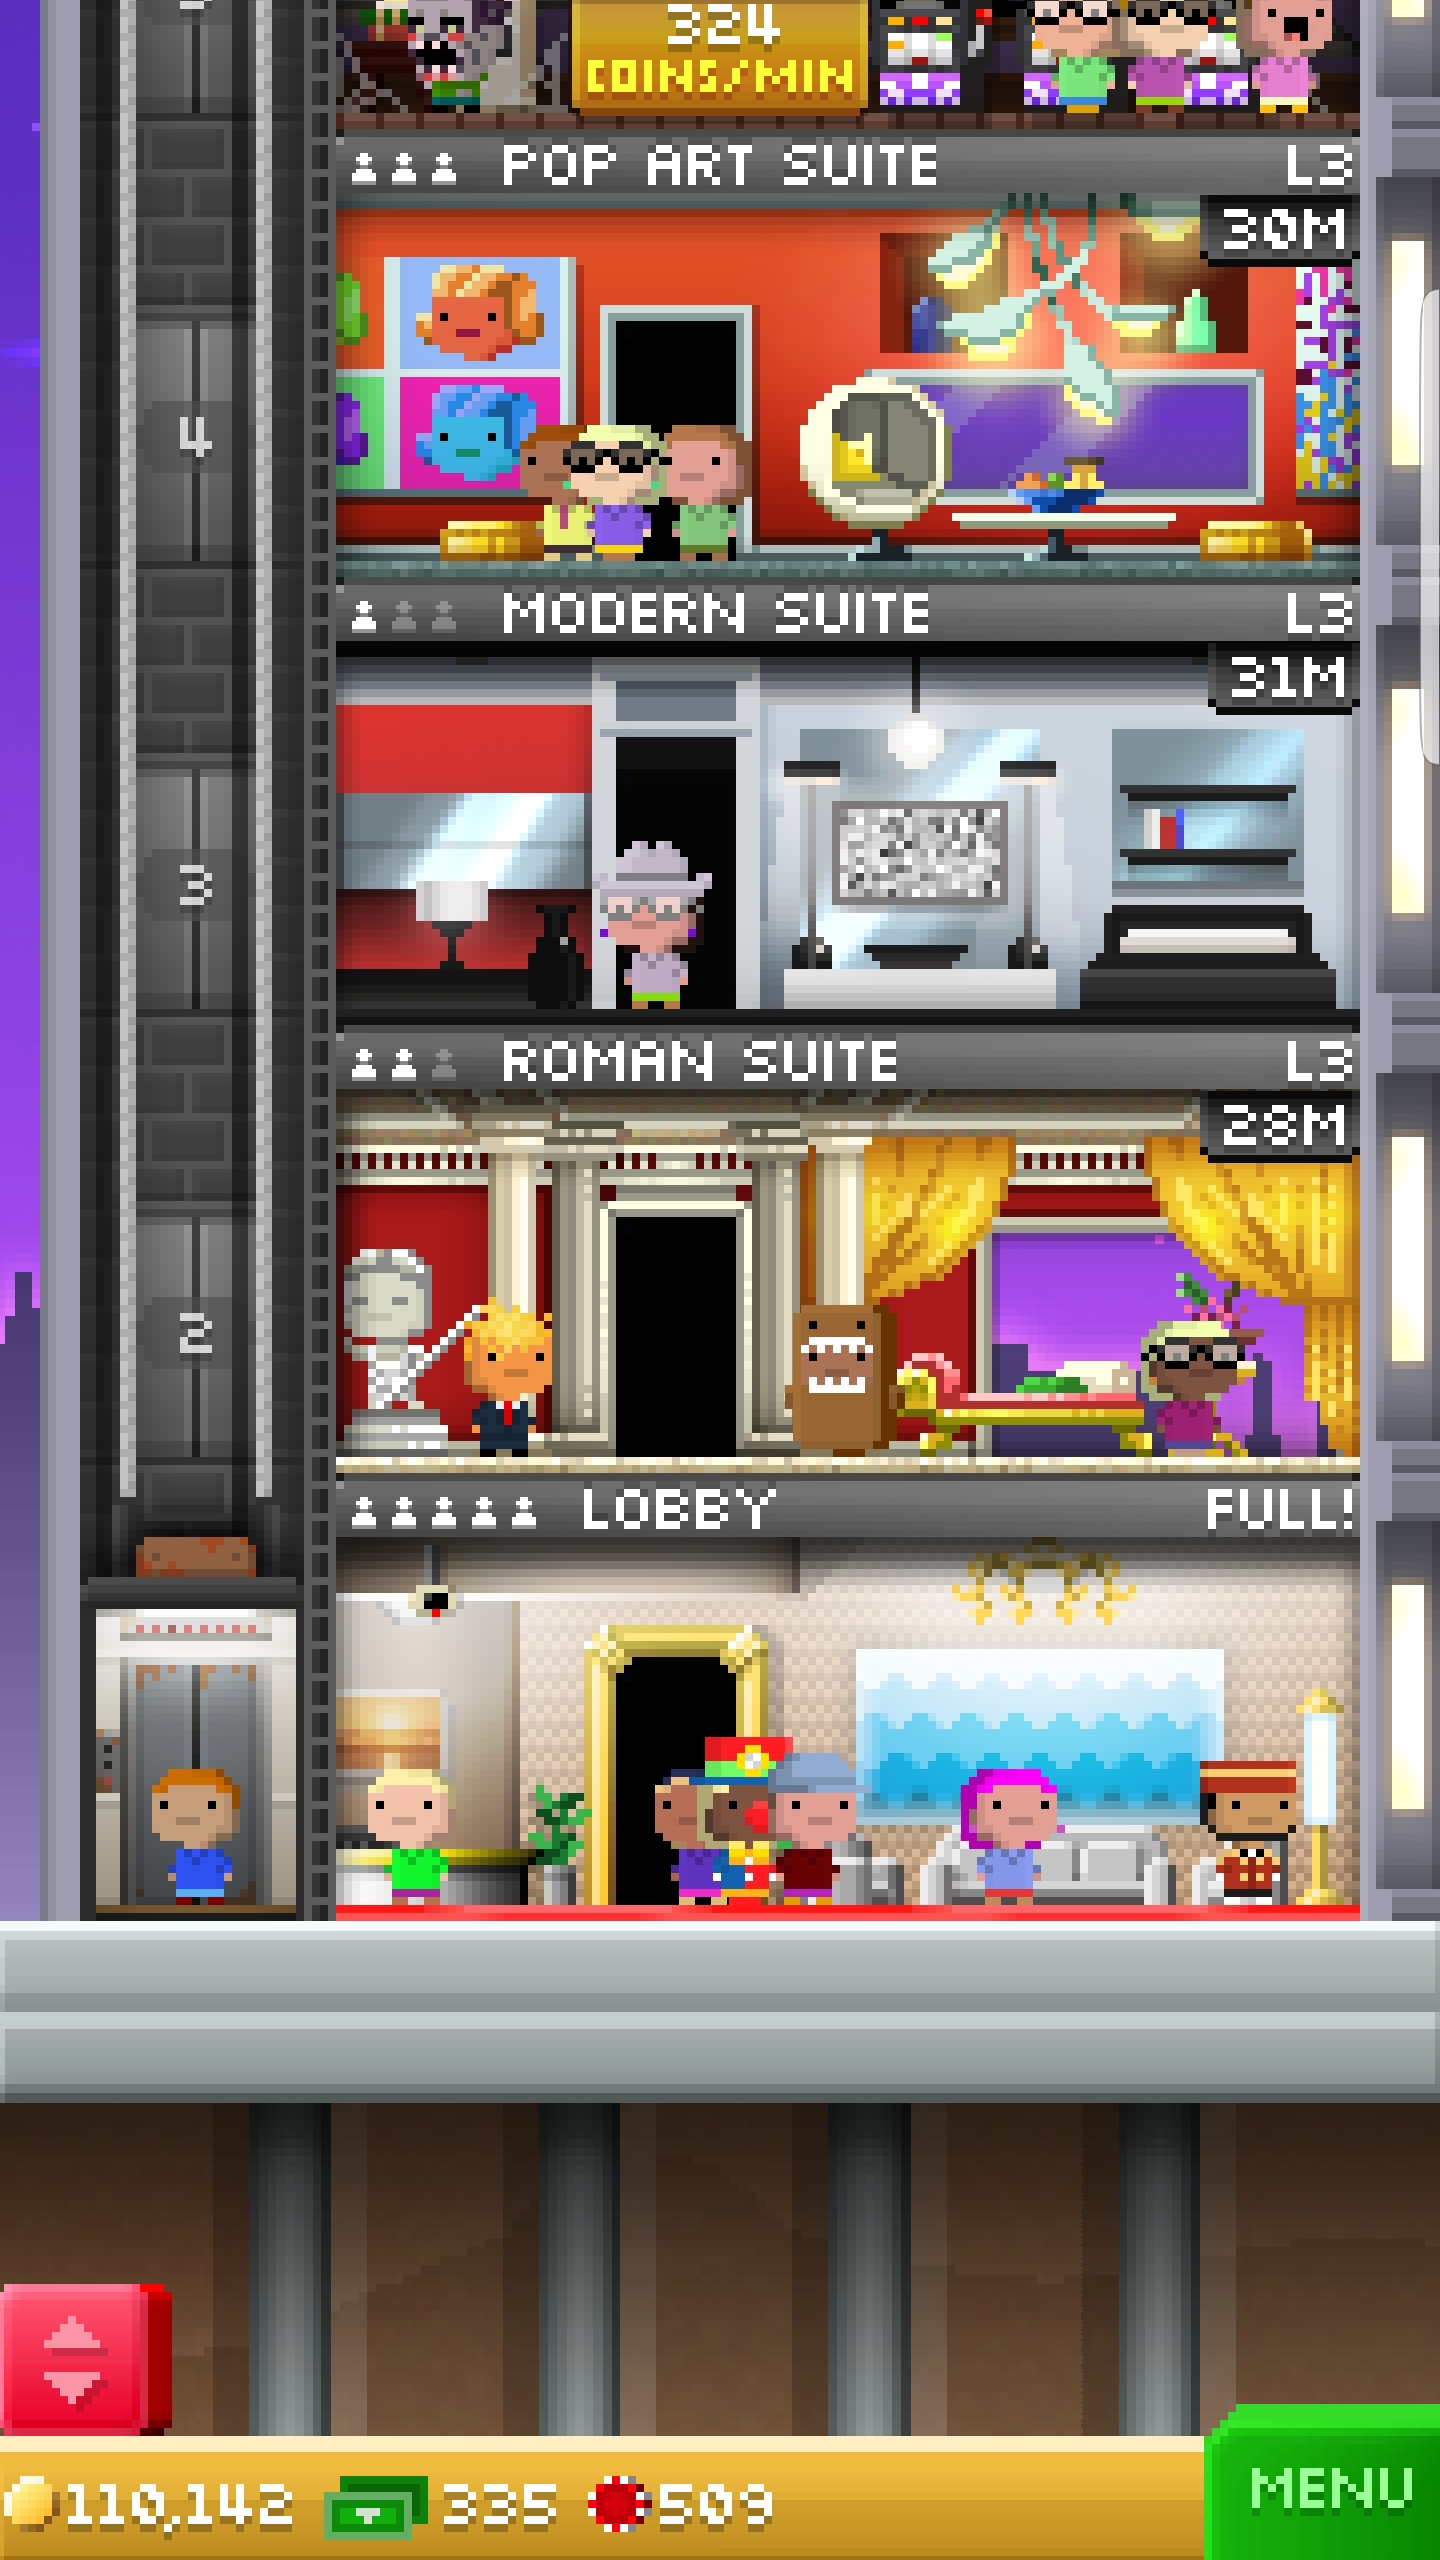 324
COINS/MIN
POP ART SUITE L3
30M
4
MODERN SUITE L3
31M
3
ROMAN SUITE L3
28M
2
LOBBY FULL!
110,142 335 509
MENU